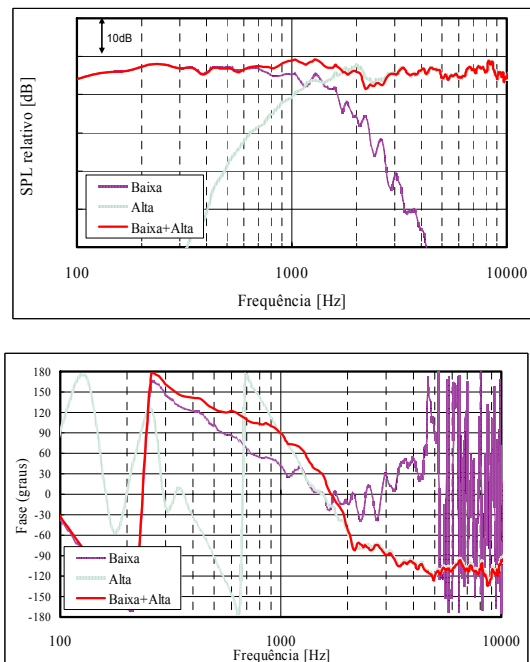 10dB
SPL relativo [dB]
Baixa
Alta
Baixa+Alta
100 1000 10000
Frequência [Hz]
180
150
120
90
60
30
0
-30
-60
-90
-120
-150
-180
Fase (graus)
Baixa
Alta
Baixa+Alta
100 1000 10000
Frequência [Hz]